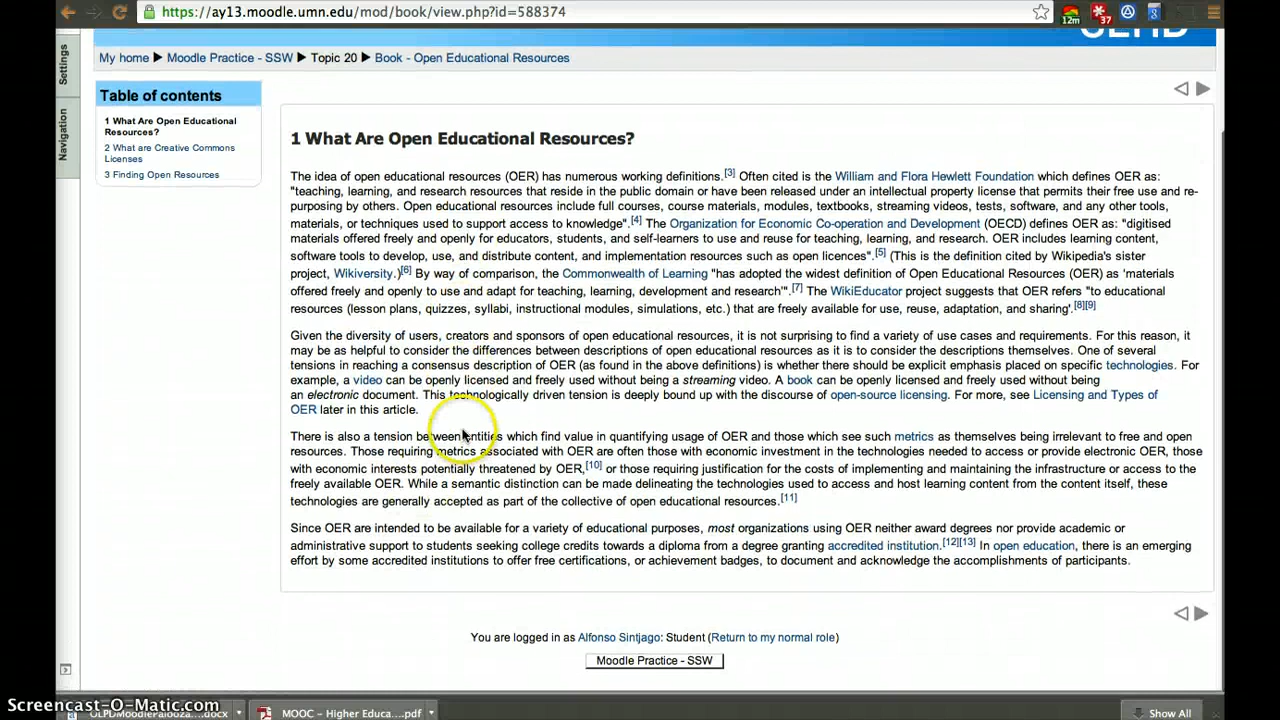 https://ay13.moodle.umn.edu/mod/book/view.php?id=588374
12m
37
My home ► Moodle Practice - SSW ► Topic 20 ► Book - Open Educational Resources
Settings
Navigation
Table of contents
1 What Are Open Educational
Resources?
2 What are Creative Commons
Licenses
3 Finding Open Resources
1 What Are Open Educational Resources?
The idea of open educational resources (OER) has numerous working definitions.[3] Often cited is the William and Flora Hewlett Foundation which defines OER as:
"teaching, learning, and research resources that reside in the public domain or have been released under an intellectual property license that permits their free use and re-
purposing by others. Open educational resources include full courses, course materials, modules, textbooks, streaming videos, tests, software, and any other tools,
materials, or techniques used to support access to knowledge".[4] The Organization for Economic Co-operation and Development (OECD) defines OER as: "digitised
materials offered freely and openly for educators, students, and self-learners to use and reuse for teaching, learning, and research. OER includes learning content,
software tools to develop, use, and distribute content, and implementation resources such as open licences".[5] (This is the definition cited by Wikipedia's sister
project, Wikiversity.)[6] By way of comparison, the Commonwealth of Learning "has adopted the widest definition of Open Educational Resources (OER) as 'materials
offered freely and openly to use and adapt for teaching, learning, development and research'".[7] The WikiEducator project suggests that OER refers "to educational
resources (lesson plans, quizzes, syllabi, instructional modules, simulations, etc.) that are freely available for use, reuse, adaptation, and sharing'.[8][9]
Given the diversity of users, creators and sponsors of open educational resources, it is not surprising to find a variety of use cases and requirements. For this reason, it
may be as helpful to consider the differences between descriptions of open educational resources as it is to consider the descriptions themselves. One of several
tensions in reaching a consensus description of OER (as found in the above definitions) is whether there should be explicit emphasis placed on specific technologies. For
example, a video can be openly licensed and freely used without being a streaming video. A book can be openly licensed and freely used without being
an electronic document. This technologically driven tension is deeply bound up with the discourse of open-source licensing. For more, see Licensing and Types of
OER later in this article.
There is also a tension between entities which find value in quantifying usage of OER and those which see such metrics as themselves being irrelevant to free and open
resources. Those requiring metrics associated with OER are often those with economic investment in the technologies needed to access or provide electronic OER, those
with economic interests potentially threatened by OER,[10] or those requiring justification for the costs of implementing and maintaining the infrastructure or access to the
freely available OER. While a semantic distinction can be made delineating the technologies used to access and host learning content from the content itself, these
technologies are generally accepted as part of the collective of open educational resources.[11]
Since OER are intended to be available for a variety of educational purposes, most organizations using OER neither award degrees nor provide academic or
administrative support to students seeking college credits towards a diploma from a degree granting accredited institution.[12][13] In open education, there is an emerging
effort by some accredited institutions to offer free certifications, or achievement badges, to document and acknowledge the accomplishments of participants.
You are logged in as Alfonso Sintjago: Student (Return to my normal role)
Moodle Practice - SSW
Screencast-O-Matic.com
MOOC – Higher Educa....pdf
Show All